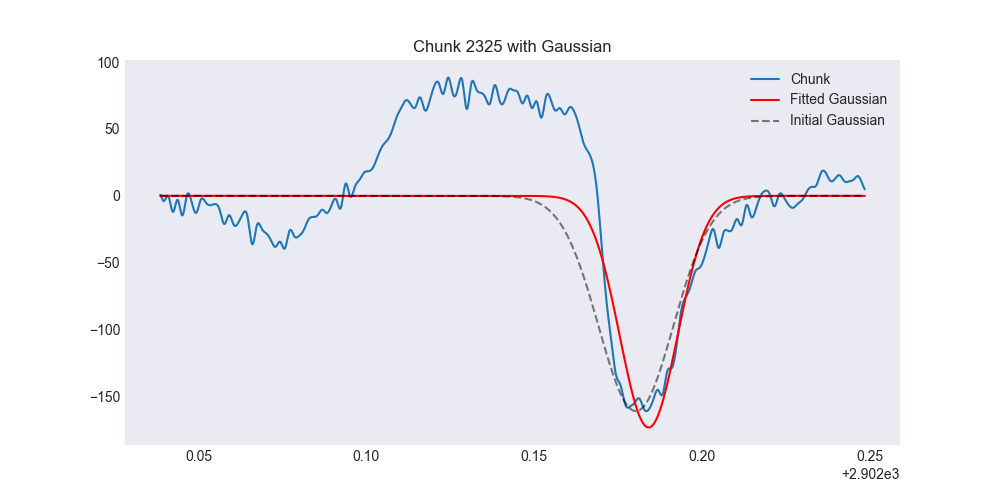 Chunk 2325 with Gaussian
100
50
0
−50
−100
−150
Chunk
Fitted Gaussian
Initial Gaussian
0.05 0.10 0.15 0.20 0.25
+2.902e3